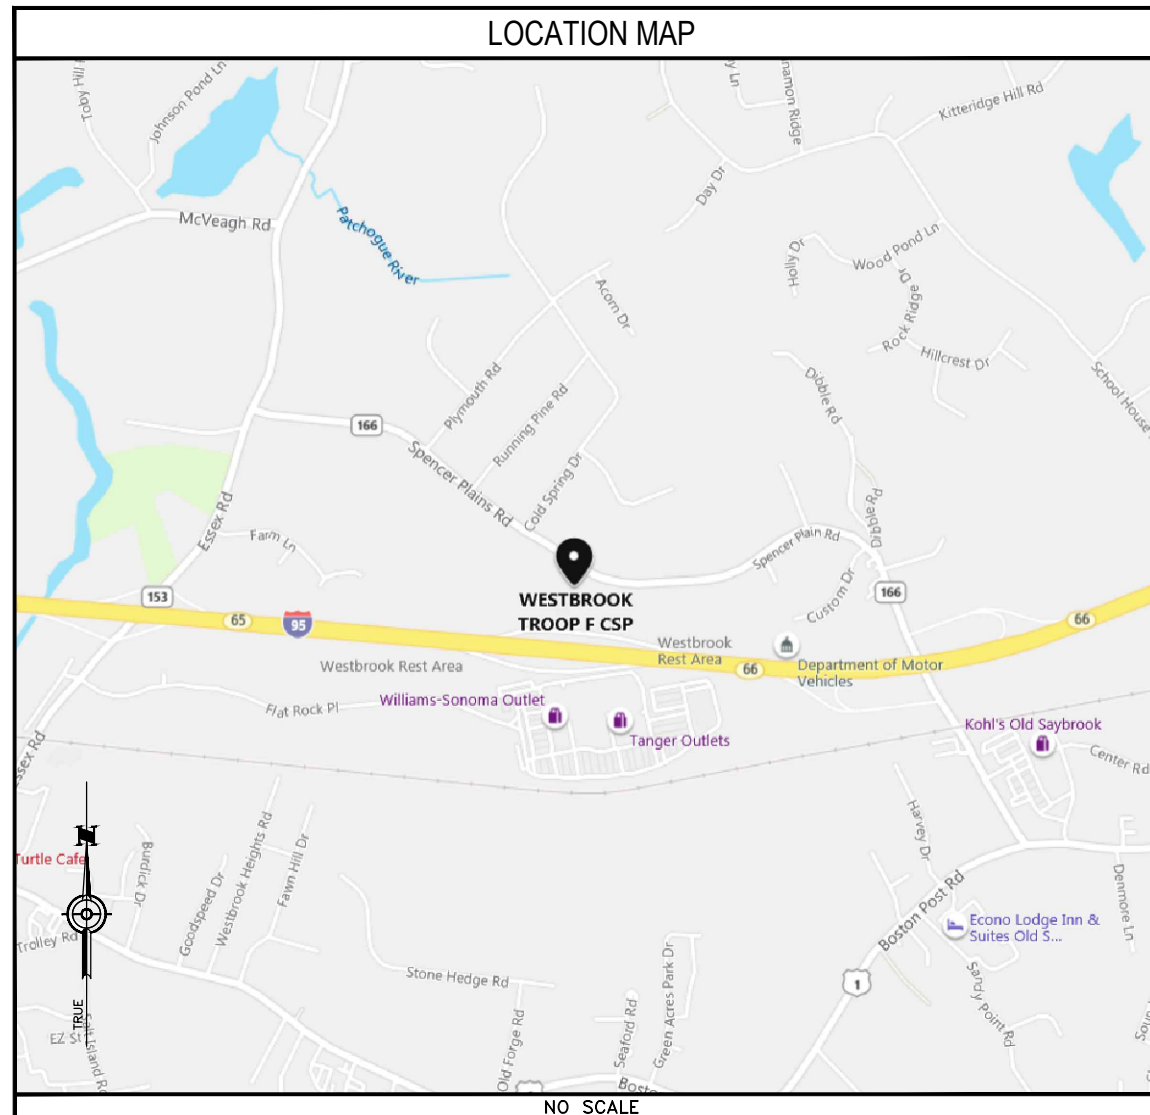 LOCATION MAP
Toby Hill R
Johnson Pond Ln
y Ln
namon Ridge
Kitteridge Hill Rd
McVeagh Rd
Patchogue River
Day Dr
Holly Dr
Wood Pond Ln
Rock Ridge Dr
Hillcrest Dr
School House
Acorn Dr
Plymouth Rd
Running Pine Rd
Cold Spring Dr
Dibble Rd
Dibble Rd
166
Spencer Plains Rd
Essex Rd
Farm Ln
Spencer Plain Rd
Custom Dr
166
153
65
95
WESTBROOK
TROOP F CSP
Westbrook
Rest Area
66
66
Westbrook Rest Area
Department of Motor
Vehicles
Flat Rock Pl
Williams-Sonoma Outlet
Tanger Outlets
Kohl's Old Saybrook
Center Rd
Essex Rd
N
Turtle Cafe
Burdick Dr
Goodspeed Dr
Westbrook Heights Rd
Fawn Hill Dr
Harvey Dr
Denmore Ln
Boston Post Rd
Econo Lodge Inn &
Suites Old S...
Trolley Rd
Stone Hedge Rd
Green Acres Park Dr
Seaford Rd
Old Forge Rd
1
Sandy Point Rd
TRUE
EZ St
Salt Island Rd
Bosto
NO SCALE